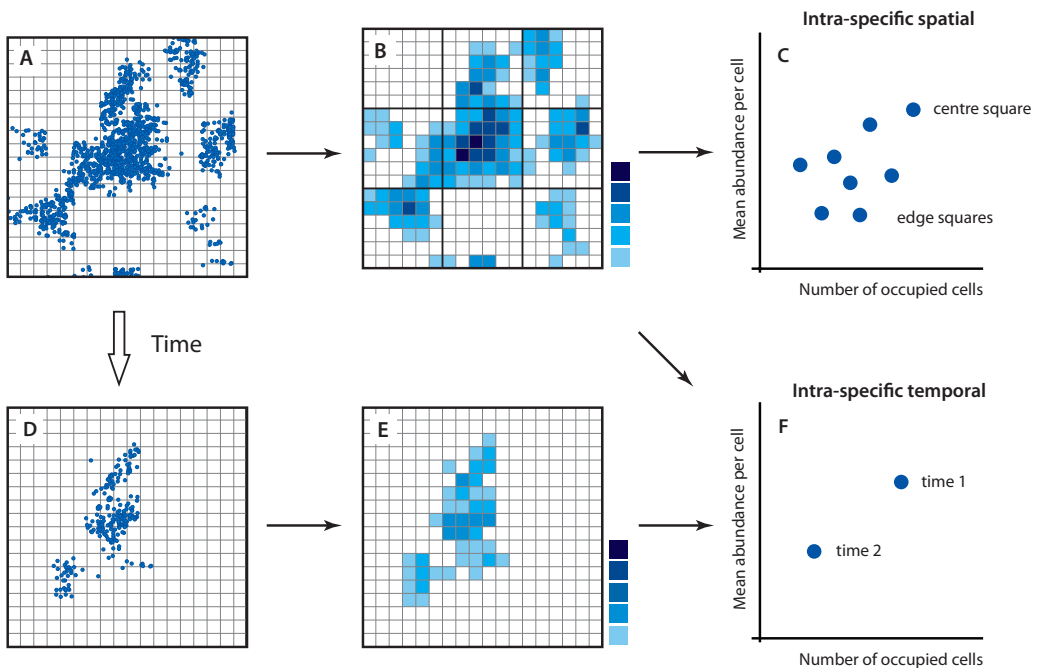 Intra-specific spatial
A
B
C
Mean abundance per cell
centre square
edge squares
Number of occupied cells
Time
Intra-specific temporal
D
E
F
Mean abundance per cell
time 1
time 2
Number of occupied cells